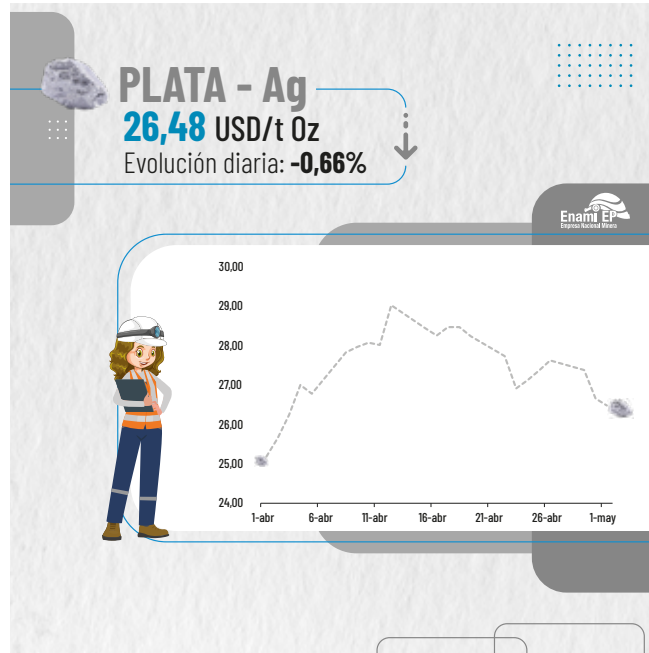 PLATA - Ag
26,48 USD/t Oz
Evolución diaria: -0,66%
Enami EP
Empresa Nacional Minera
30,00
29,00
28,00
27,00
26,00
25,00
24,00
1-abr 6-abr 11-abr 16-abr 21-abr 26-abr 1-may